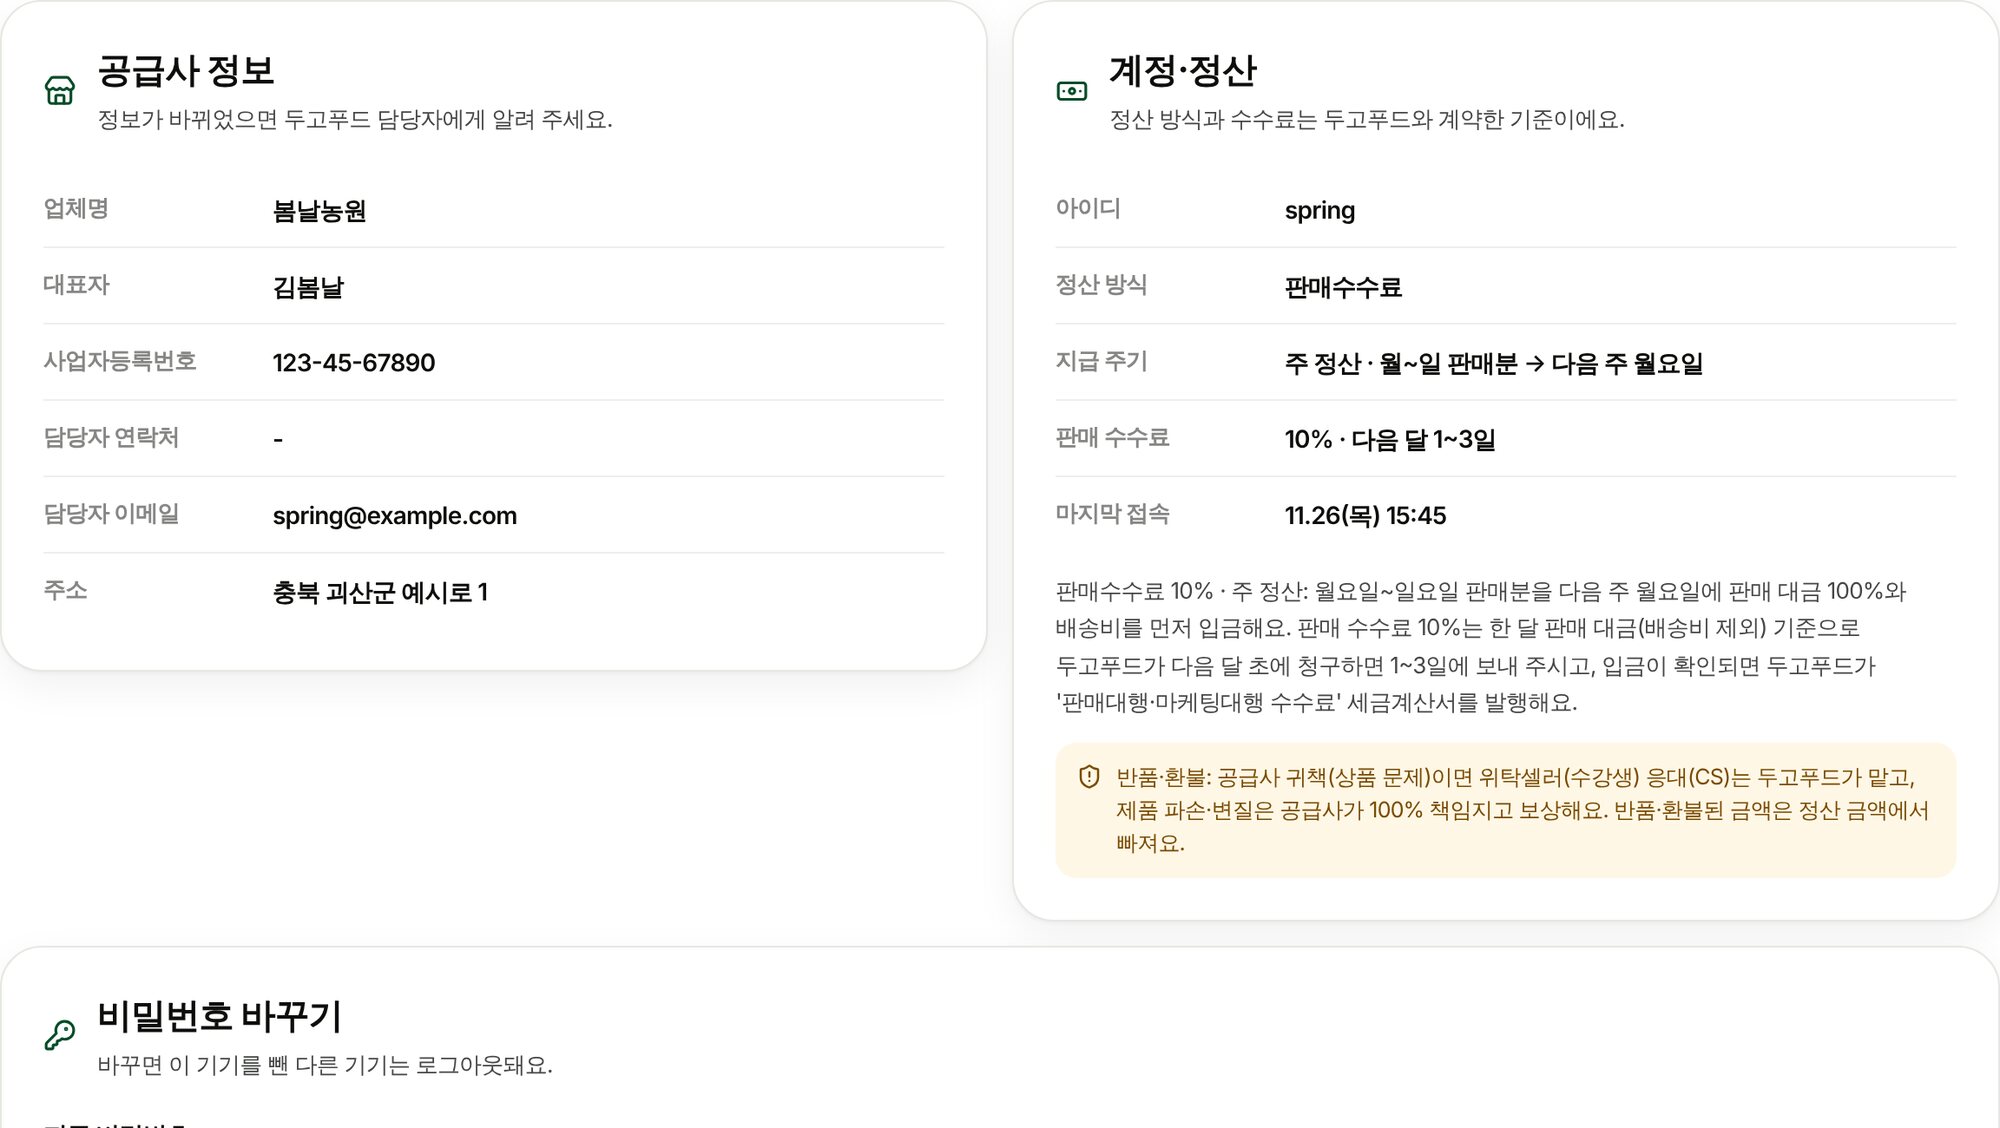 공급사 정보
정보가 바뀌었으면 두고푸드 담당자에게 알려 주세요.
업체명 봄날농원
대표자 김봄날
사업자등록번호 123-45-67890
담당자 연락처 -
담당자 이메일 spring@example.com
주소 충북 괴산군 예시로 1
계정·정산
정산 방식과 수수료는 두고푸드와 계약한 기준이에요.
아이디 spring
정산 방식 판매수수료
지급 주기 주 정산 · 월~일 판매분 → 다음 주 월요일
판매 수수료 10% · 다음 달 1~3일
마지막 접속 11.26(목) 15:45
판매수수료 10% · 주 정산: 월요일~일요일 판매분을 다음 주 월요일에 판매 대금 100%와
배송비를 먼저 입금해요. 판매 수수료 10%는 한 달 판매 대금(배송비 제외) 기준으로
두고푸드가 다음 달 초에 청구하면 1~3일에 보내 주시고, 입금이 확인되면 두고푸드가
'판매대행·마케팅대행 수수료' 세금계산서를 발행해요.
반품·환불: 공급사 귀책(상품 문제)이면 위탁셀러(수강생) 응대(CS)는 두고푸드가 맡고,
제품 파손·변질은 공급사가 100% 책임지고 보상해요. 반품·환불된 금액은 정산 금액에서
빠져요.
비밀번호 바꾸기
바꾸면 이 기기를 뺀 다른 기기는 로그아웃돼요.